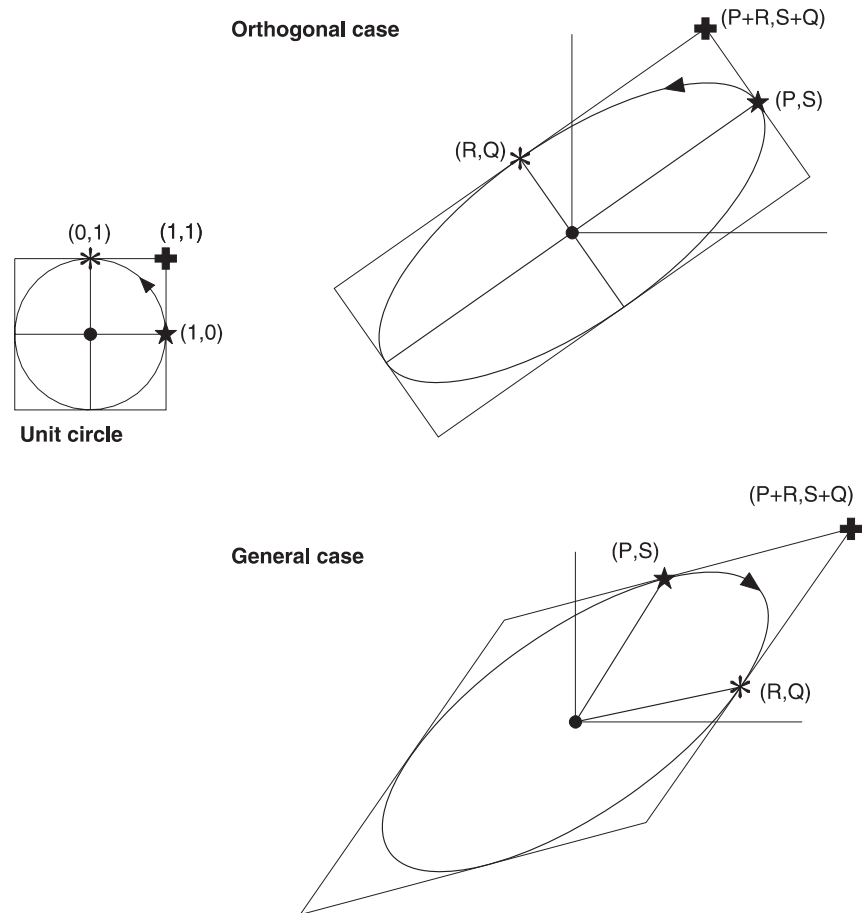 Orthogonal case
(P+R,S+Q)
(P,S)
(R,Q)
(0,1)
(1,1)
(1,0)
Unit circle
(P+R,S+Q)
General case
(P,S)
(R,Q)